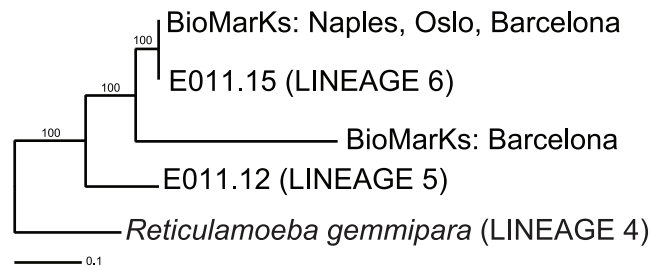 BioMarKs: Naples, Oslo, Barcelona
100
E011.15 (LINEAGE 6)
100
100
BioMarKs: Barcelona
E011.12 (LINEAGE 5)
Reticulamoeba gemmipara (LINEAGE 4)
0.1